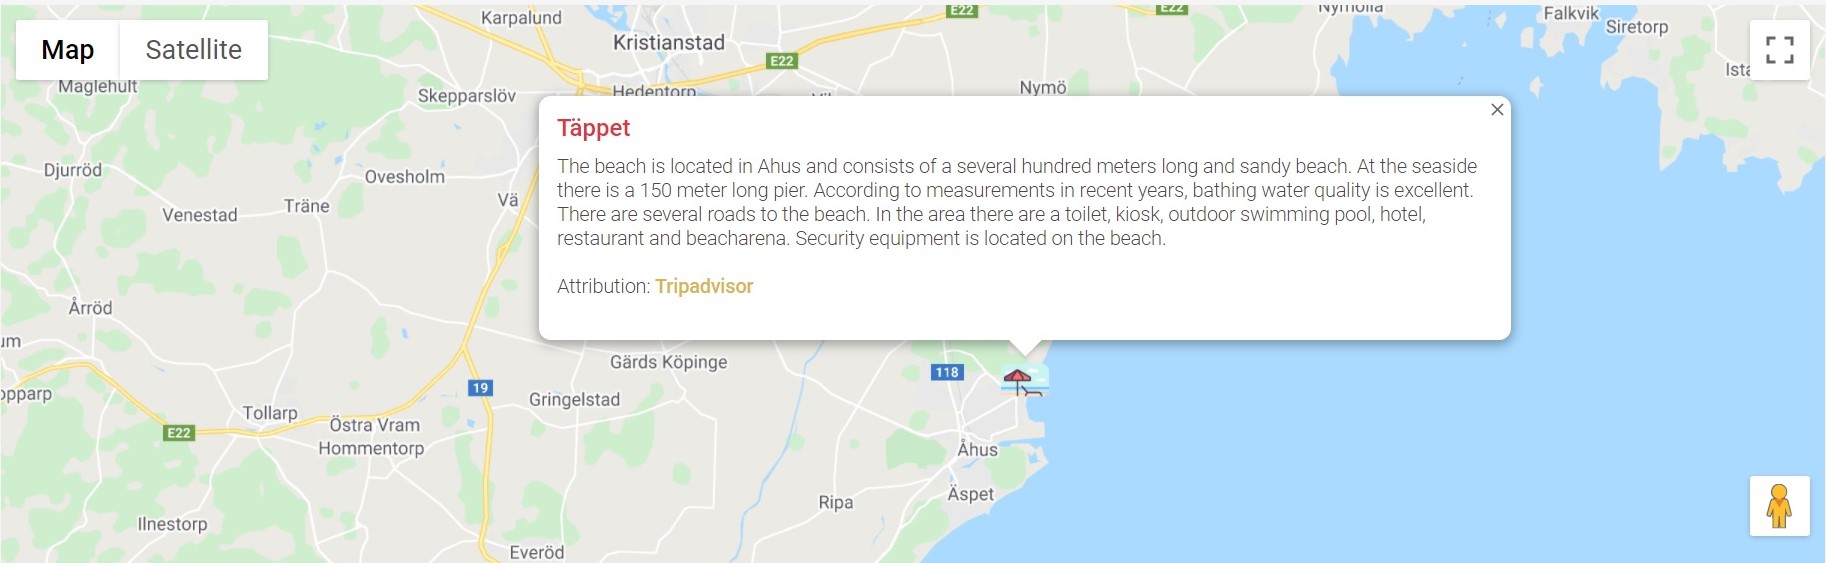 Karpalund
E22
E22
Falkvik
Siretorp
Map
Satellite
Kristianstad
E22
Maglehult
Skepparslöv
Hedentorp
Nymö
Täppet
The beach is located in Ahus and consists of a several hundred meters long and sandy beach. At the seaside
there is a 150 meter long pier. According to measurements in recent years, bathing water quality is excellent.
There are several roads to the beach. In the area there are a toilet, kiosk, outdoor swimming pool, hotel,
restaurant and beacharena. Security equipment is located on the beach.
Attribution: Tripadvisor
Djurröd
Ovesholm
Vä
Träne
Venestad
Årröd
Gärds Köpinge
118
19
Gringelstad
Tollarp
Östra Vram
E22
Hommentorp
Åhus
Äspet
Ripa
Ilnestorp
Everöd